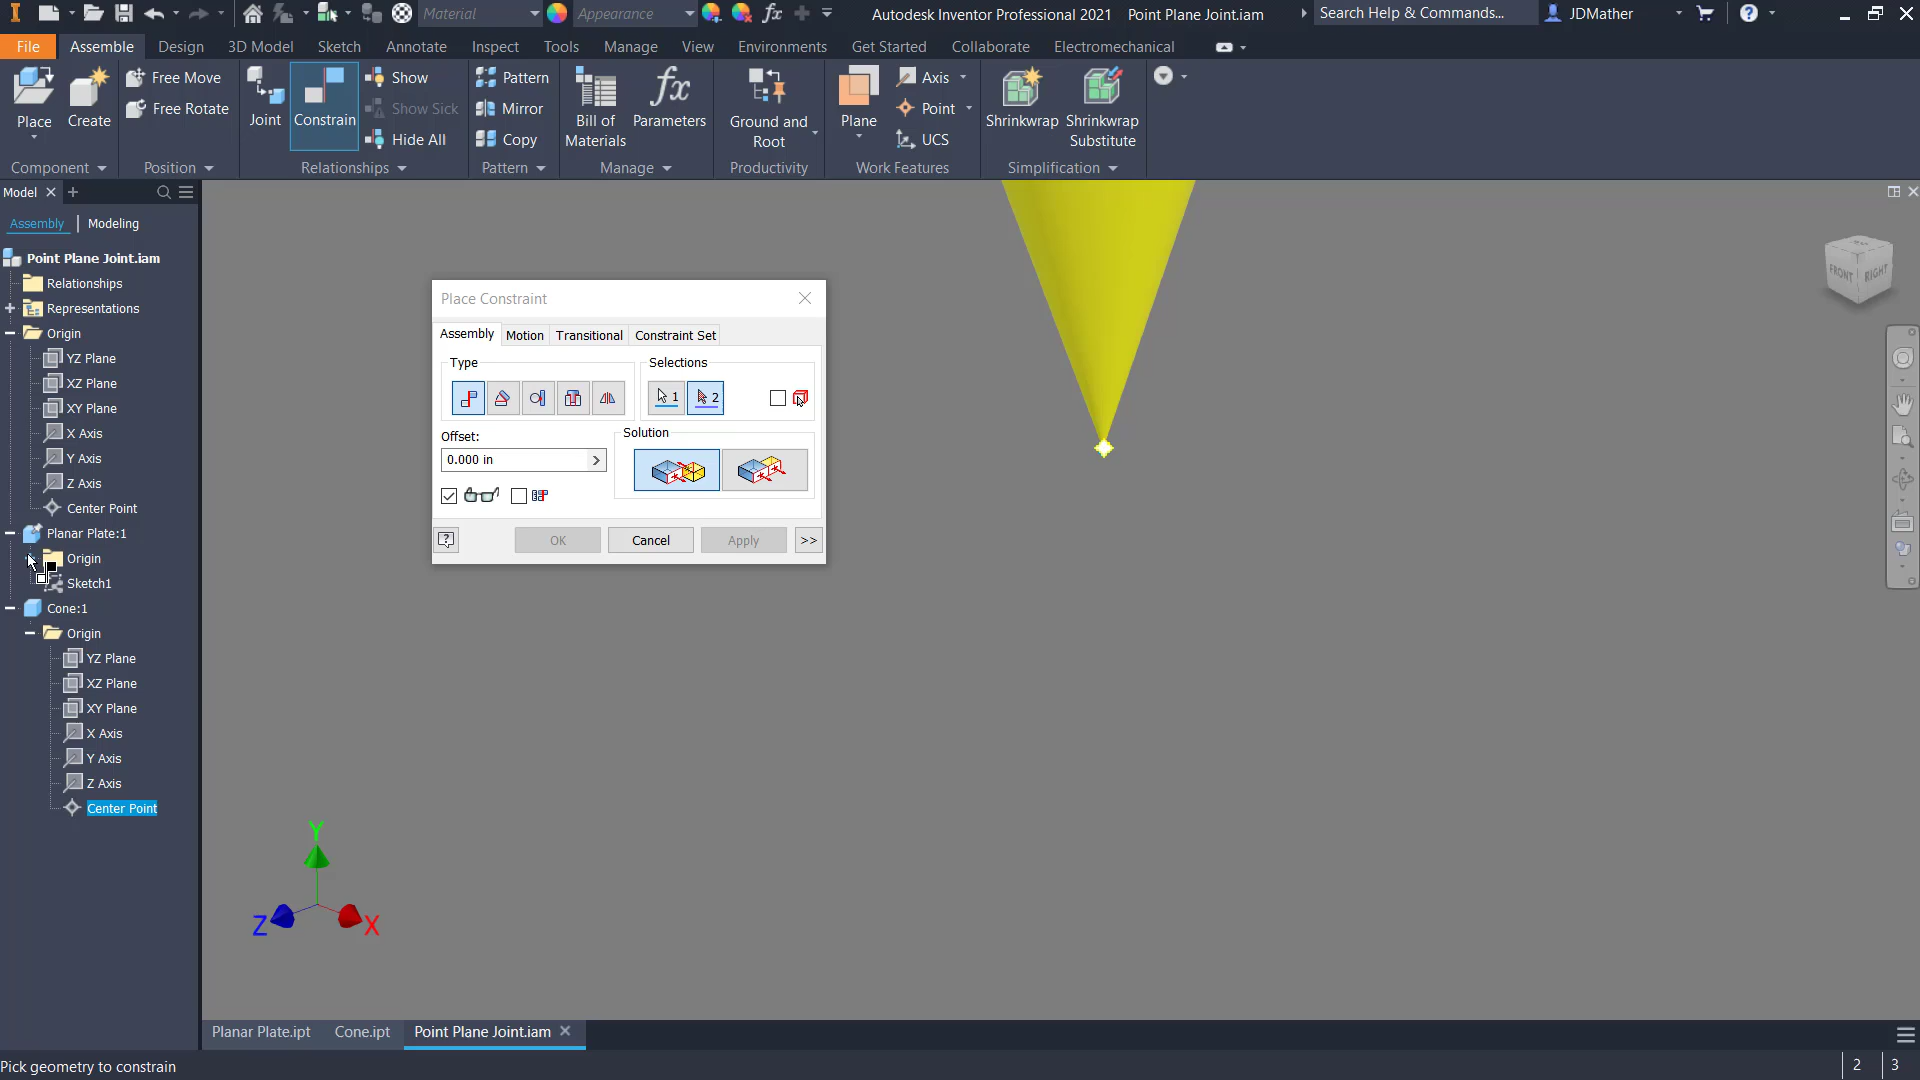 Material
Appearance
Autodesk Inventor Professional 2021 Point Plane Joint.iam
Search Help & Commands...
JDMather
File Assemble Design 3D Model Sketch Annotate Inspect Tools Manage View Environments Get Started Collaborate Electromechanical
Place
Create
Free Move
Free Rotate
Joint
Constrain
Show
Show Sick
Hide All
Pattern
Mirror
Copy
Bill of
Materials
fx
Parameters
Ground and
Root
Plane
Axis
Point
UCS
Shrinkwrap
Shrinkwrap
Substitute
Component Position Relationships Pattern Manage Productivity Work Features Simplification
Model
Assembly | Modeling
Point Plane Joint.iam
Relationships
Representations
Origin
YZ Plane
XZ Plane
XY Plane
X Axis
Y Axis
Z Axis
Center Point
Planar Plate:1
Origin
Sketch1
Cone:1
Origin
YZ Plane
XZ Plane
XY Plane
X Axis
Y Axis
Z Axis
Center Point
Place Constraint
Assembly Motion Transitional Constraint Set
Type
Selections
1
2
Offset:
0.000 in
Solution
OK
Cancel
Apply
>>
FRONT
RIGHT
Y
Z
X
Planar Plate.ipt Cone.ipt Point Plane Joint.iam
Pick geometry to constrain
2 3